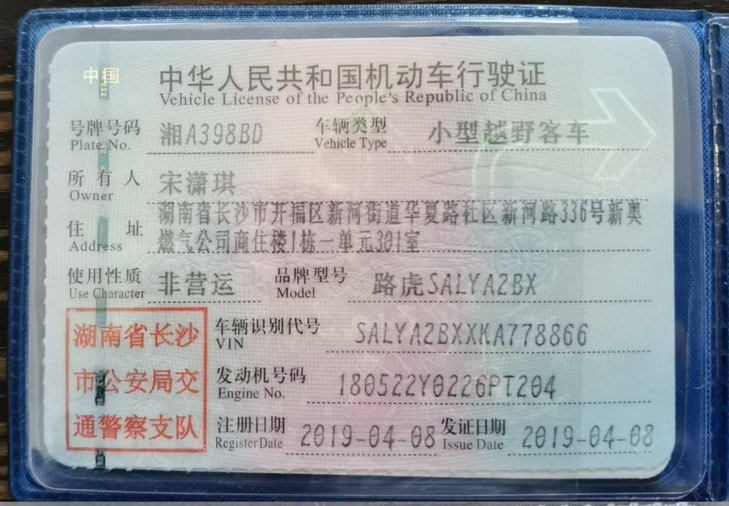 中国
中华人民共和国机动车行驶证
Vehicle License of the People's Republic of China
号牌号码 湘A398BD 车辆类型 小型越野客车
Plate No. Vehicle Type
所有人 宋潇琪
Owner
住址 湖南省长沙市开福区新河街道华夏路社区新河路336号新奥
Address 燃气公司商住楼1栋一单元301室
使用性质 非营运 品牌型号 路虎SALYA2BX
Use Character Model
湖南省长沙 车辆识别代号 SALYA2BXXKA778866
VIN
市公安局交 发动机号码 180522Y0226PT204
Engine No.
通警察支队 注册日期 2019-04-08 发证日期 2019-04-08
Register Date Issue Date